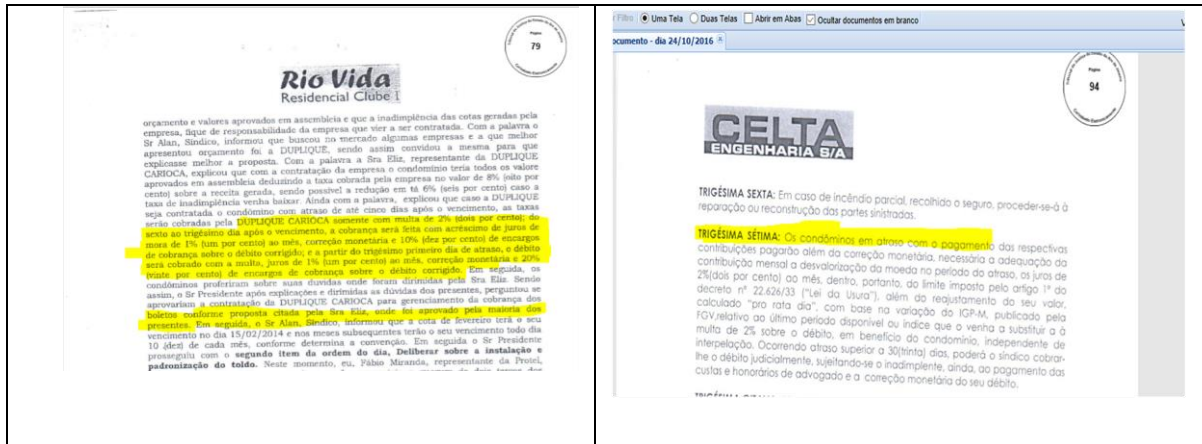 Página
79
Rio Vida
Residencial Clube I
orçamento e valores aprovados em assembleia e que a inadimplência das cotas geradas pela
empresa, fique de responsabilidade da empresa que vier a ser contratada. Com a palavra o
Sr Alan, Síndico, informou que buscou no mercado algumas empresas e a que melhor
apresentou orçamento foi a DUPLIQUE, sendo assim convidou a mesma para que
explicasse melhor a proposta. Com a palavra a Sra Eliz, representante da DUPLIQUE
CARIOCA, explicou que com a contratação da empresa o condomínio teria todos os valore
aprovados em assembleia deduzindo a taxa cobrada pela empresa no valor de 8% (oito por
cento) sobre a receita gerada, sendo possível a redução em tá 6% (seis por cento) caso a
taxa de inadimplência venha baixar. Ainda com a palavra, explicou que caso a DUPLIQUE
seja contratada o condômino com atraso de até cinco dias após o vencimento, as taxas
serão cobradas pela DUPLIQUE CARIOCA somente com multa de 2% (dois por cento); do
sexto ao trigésimo dia após o vencimento, a cobrança será feita com acréscimo de juros de
mora de 1% (um por cento) ao mês, correção monetária e 10% (dez por cento) de encargos
de cobrança sobre o débito corrigido; e a partir do trigésimo primeiro dia de atraso, o débito
será cobrado com a multa, juros de 1% (um por cento) ao mês, correção monetária e 20%
(vinte por cento) de encargos de cobrança sobre o débito corrigido. Em seguida, os
condôminos proferiram sobre suas duvidas onde foram dirimidas pela Sra Eliz. Sendo
assim, o Sr Presidente após explicações e dirimidas as dúvidas dos presentes, perguntou se
aprovariam a contratação da DUPLIQUE CARIOCA para gerenciamento da cobrança dos
boletos conforme proposta citada pela Sra Eliz, onde foi aprovado pela maioria dos
presentes. Em seguida, o Sr Alan, Síndico, informou que a cota de fevereiro terá o seu
vencimento no dia 15/02/2014 e nos meses subsequentes terão o seu vencimento todo dia
10 (dez) de cada mês, conforme determina a convenção. Em seguida o Sr Presidente
prosseguiu com o segundo item da ordem do dia, Deliberar sobre a instalação e
padronização do toldo. Neste momento, eu, Fábio Miranda, representante da Protel,
Filtro Uma Tela Duas Telas Abrir em Abas Ocultar documentos em branco
ocumento - dia 24/10/2016
Página
94
CELTA
ENGENHARIA S/A
TRIGÉSIMA SEXTA: Em caso de incêndio parcial, recolhido o seguro, proceder-se-á à
reparação ou reconstrução das partes sinistradas.
TRIGÉSIMA SÉTIMA: Os condôminos em atraso com o pagamento das respectivas
contribuições pagarão além da correção monetária, necessária a adequação da
contribuição mensal a desvalorização da moeda no período do atraso, os juros de
2%(dois por cento) ao mês, dentro, portanto, do limite imposto pelo artigo 1º do
decreto nº 22.626/33 ("Lei da Usura"), além do reajustamento do seu valor,
calculado "pro rata dia", com base na variação do IGP-M, publicado pela
FGV,relativo ao último período disponível ou índice que o venha a substituir a à
multa de 2% sobre o débito, em benefício do condomínio, independente de
interpelação. Ocorrendo atraso superior a 30(trinta) dias, poderá o síndico cobrar-
lhe o débito judicialmente, sujeitando-se o inadimplente, ainda, ao pagamento das
custas e honorários de advogado e a correção monetária do seu débito.